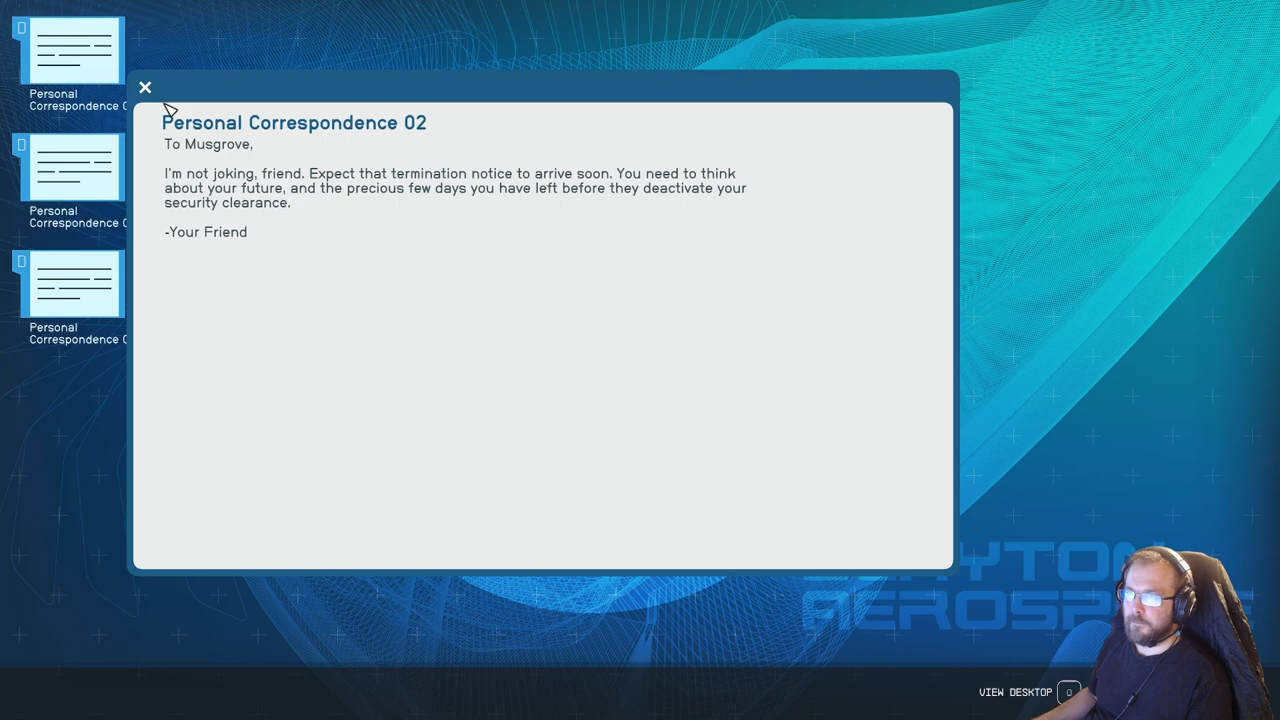 Personal
Correspondence
Personal
Correspondence
Personal
Correspondence
Personal Correspondence 02
To Musgrove,
I'm not joking, friend. Expect that termination notice to arrive soon. You need to think
about your future, and the precious few days you have left before they deactivate your
security clearance.
-Your Friend
VIEW DESKTOP